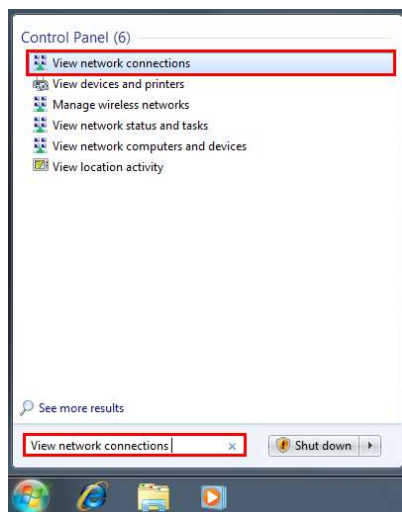 Control Panel (6)
View network connections
View devices and printers
Manage wireless networks
View network status and tasks
View network computers and devices
View location activity
See more results
View network connections
Shut down